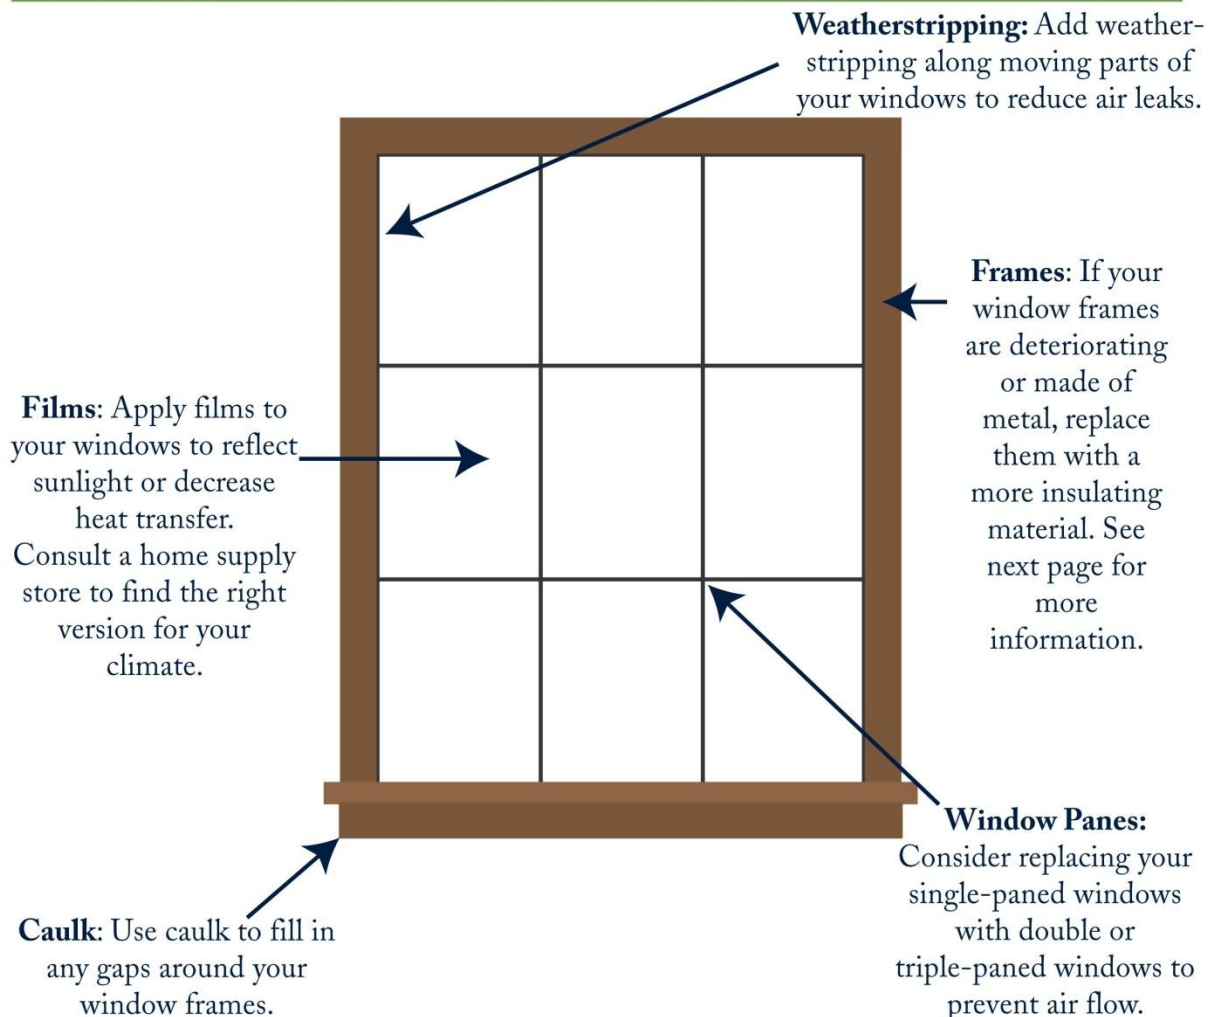 Weatherstripping: Add weather-
stripping along moving parts of
your windows to reduce air leaks.
Frames: If your
window frames
are deteriorating
or made of
metal, replace
them with a
more insulating
material. See
next page for
more
information.
Films: Apply films to
your windows to reflect
sunlight or decrease
heat transfer.
Consult a home supply
store to find the right
version for your
climate.
Window Panes:
Consider replacing your
single-paned windows
with double or
triple-paned windows to
prevent air flow.
Caulk: Use caulk to fill in
any gaps around your
window frames.